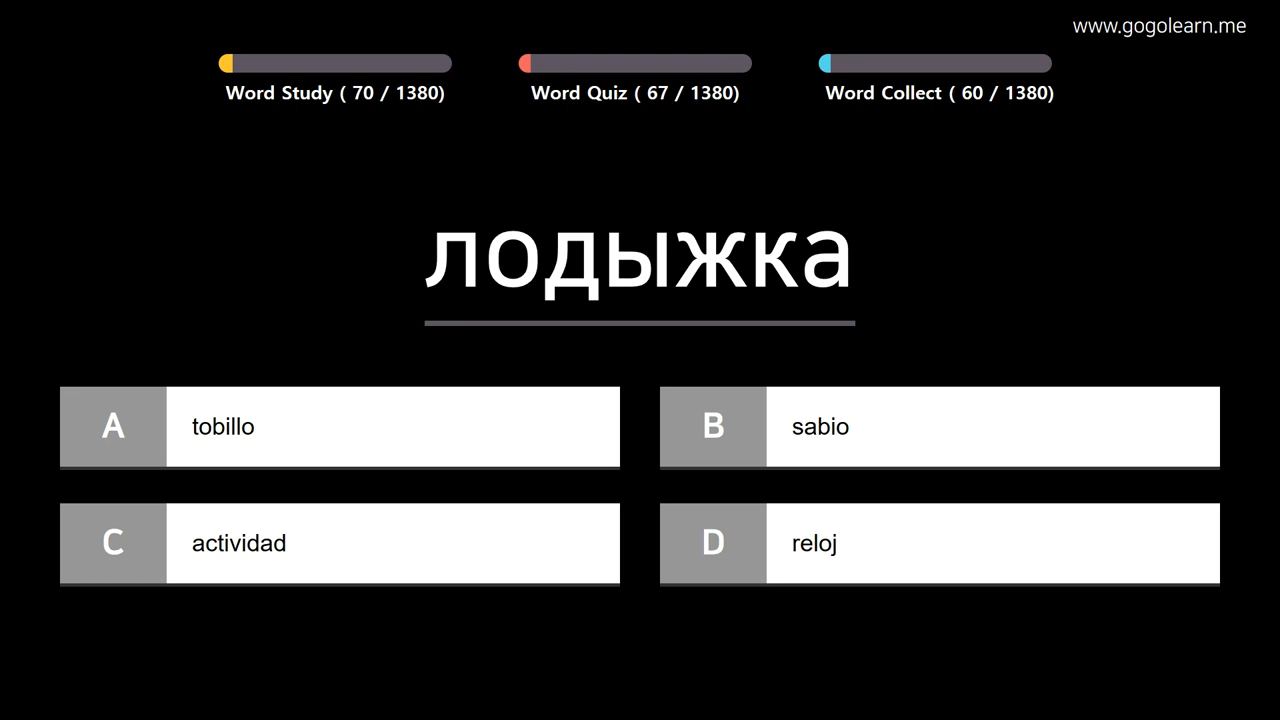 www.gogolearn.me
Word Study ( 70 / 1380)
Word Quiz ( 67 / 1380)
Word Collect ( 60 / 1380)
лодыжка
A tobillo
B sabio
C actividad
D reloj